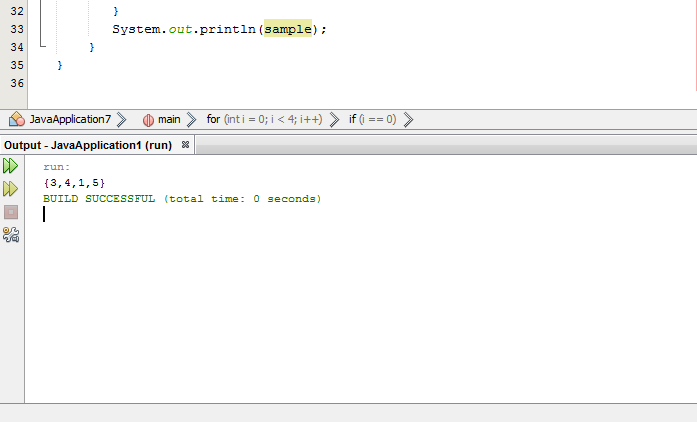 32 }
33 System.out.println(sample);
34 }
35 }
36
JavaApplication7 main for (int i = 0; i < 4; i++) if (i == 0)
Output - JavaApplication1 (run)
run:
{3,4,1,5}
BUILD SUCCESSFUL (total time: 0 seconds)